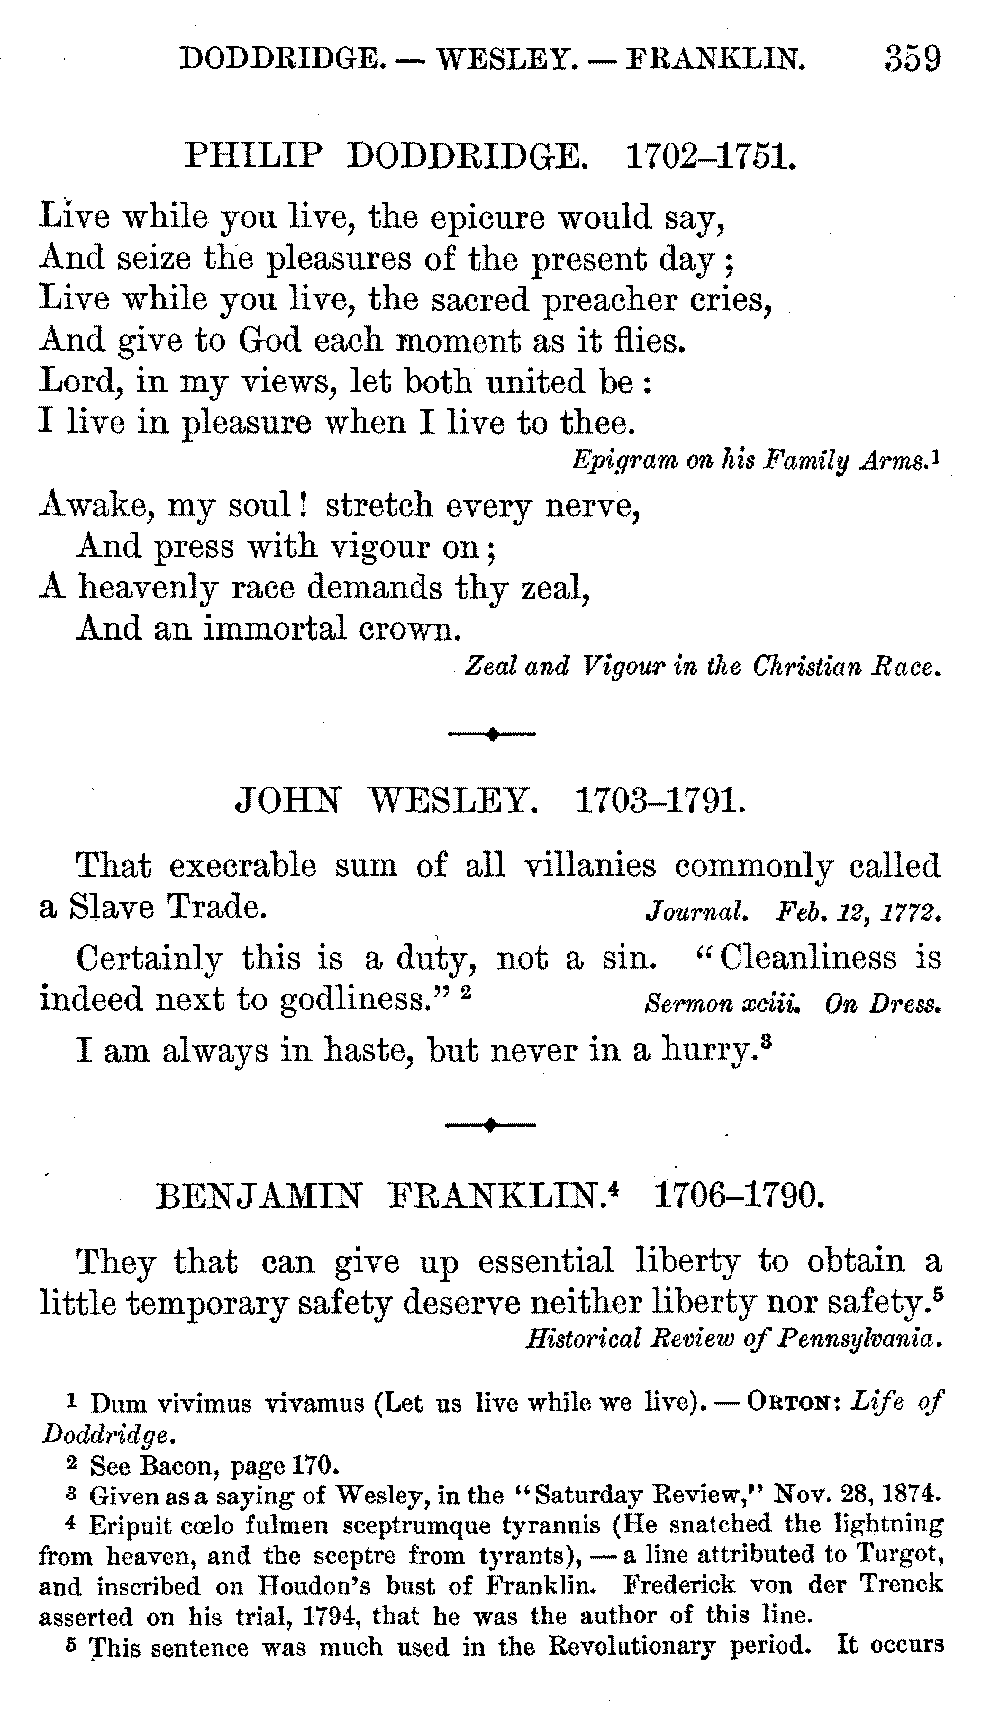 DODDRIDGE. — WESLEY. — FRANKLIN. 359
PHILIP DODDRIDGE. 1702–1751.
Live while you live, the epicure would say,
And seize the pleasures of the present day ;
Live while you live, the sacred preacher cries,
And give to God each moment as it flies.
Lord, in my views, let both united be :
I live in pleasure when I live to thee.
Epigram on his Family Arms.¹
Awake, my soul ! stretch every nerve,
And press with vigour on ;
A heavenly race demands thy zeal,
And an immortal crown.
Zeal and Vigour in the Christian Race.
JOHN WESLEY. 1703–1791.
That execrable sum of all villanies commonly called
a Slave Trade. Journal. Feb. 12, 1772.
Certainly this is a duty, not a sin. “Cleanliness is
indeed next to godliness.” ² Sermon xciii. On Dress.
I am always in haste, but never in a hurry.³
BENJAMIN FRANKLIN.⁴ 1706–1790.
They that can give up essential liberty to obtain a
little temporary safety deserve neither liberty nor safety.⁵
Historical Review of Pennsylvania.
¹ Dum vivimus vivamus (Let us live while we live). — ORTON: Life of
Doddridge.
² See Bacon, page 170.
³ Given as a saying of Wesley, in the “Saturday Review,” Nov. 28, 1874.
⁴ Eripuit cœlo fulmen sceptrumque tyrannis (He snatched the lightning
from heaven, and the sceptre from tyrants), — a line attributed to Turgot,
and inscribed on Houdon’s bust of Franklin. Frederick von der Trenck
asserted on his trial, 1794, that he was the author of this line.
⁵ This sentence was much used in the Revolutionary period. It occurs